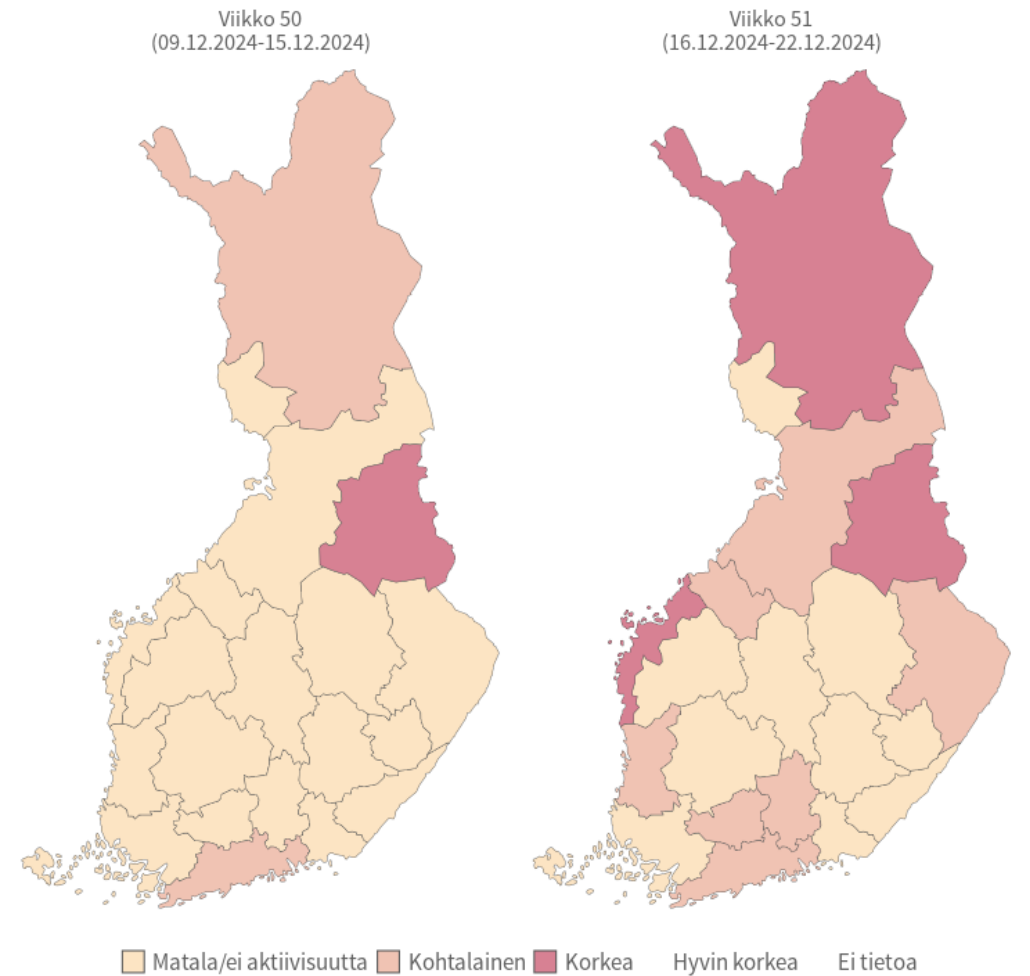 Viikko 50
(09.12.2024-15.12.2024)
Viikko 51
(16.12.2024-22.12.2024)
Matala/ei aktiivisuutta Kohtalainen Korkea Hyvin korkea Ei tietoa